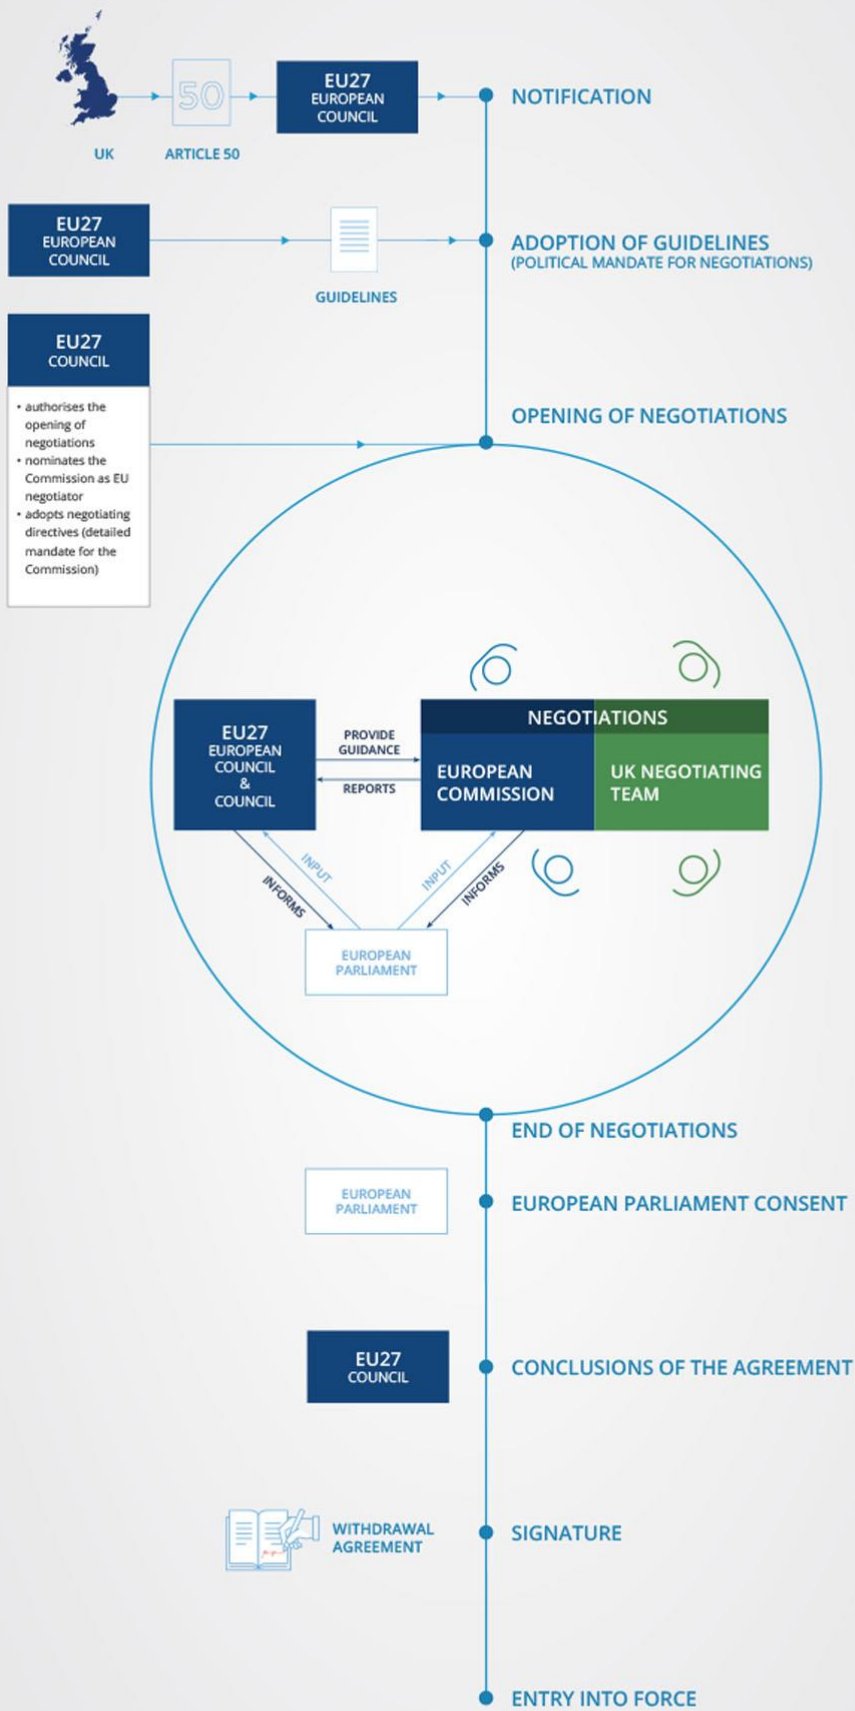 50
UK
ARTICLE 50
EU27
EUROPEAN
COUNCIL
NOTIFICATION
EU27
EUROPEAN
COUNCIL
GUIDELINES
ADOPTION OF GUIDELINES
(POLITICAL MANDATE FOR NEGOTIATIONS)
EU27
COUNCIL
• authorises the
opening of
negotiations
• nominates the
Commission as EU
negotiator
• adopts negotiating
directives (detailed
mandate for the
Commission)
OPENING OF NEGOTIATIONS
EU27
EUROPEAN
COUNCIL
&
COUNCIL
PROVIDE
GUIDANCE
REPORTS
NEGOTIATIONS
EUROPEAN
COMMISSION
UK NEGOTIATING
TEAM
INPUT
INFORMS
INPUT
INFORMS
EUROPEAN
PARLIAMENT
END OF NEGOTIATIONS
EUROPEAN
PARLIAMENT
EUROPEAN PARLIAMENT CONSENT
EU27
COUNCIL
CONCLUSIONS OF THE AGREEMENT
WITHDRAWAL
AGREEMENT
SIGNATURE
ENTRY INTO FORCE